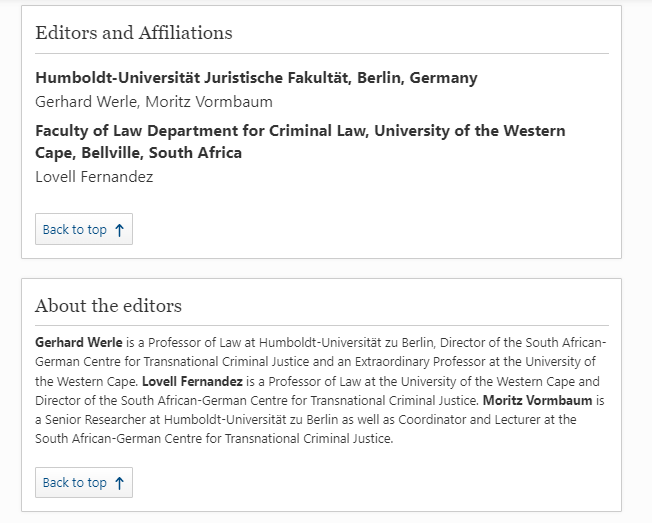 Editors and Affiliations
Humboldt-Universität Juristische Fakultät, Berlin, Germany
Gerhard Werle, Moritz Vormbaum
Faculty of Law Department for Criminal Law, University of the Western
Cape, Bellville, South Africa
Lovell Fernandez
Back to top ↑
About the editors
Gerhard Werle is a Professor of Law at Humboldt-Universität zu Berlin, Director of the South African-
German Centre for Transnational Criminal Justice and an Extraordinary Professor at the University of
the Western Cape. Lovell Fernandez is a Professor of Law at the University of the Western Cape and
Director of the South African-German Centre for Transnational Criminal Justice. Moritz Vormbaum is
a Senior Researcher at Humboldt-Universität zu Berlin as well as Coordinator and Lecturer at the
South African-German Centre for Transnational Criminal Justice.
Back to top ↑